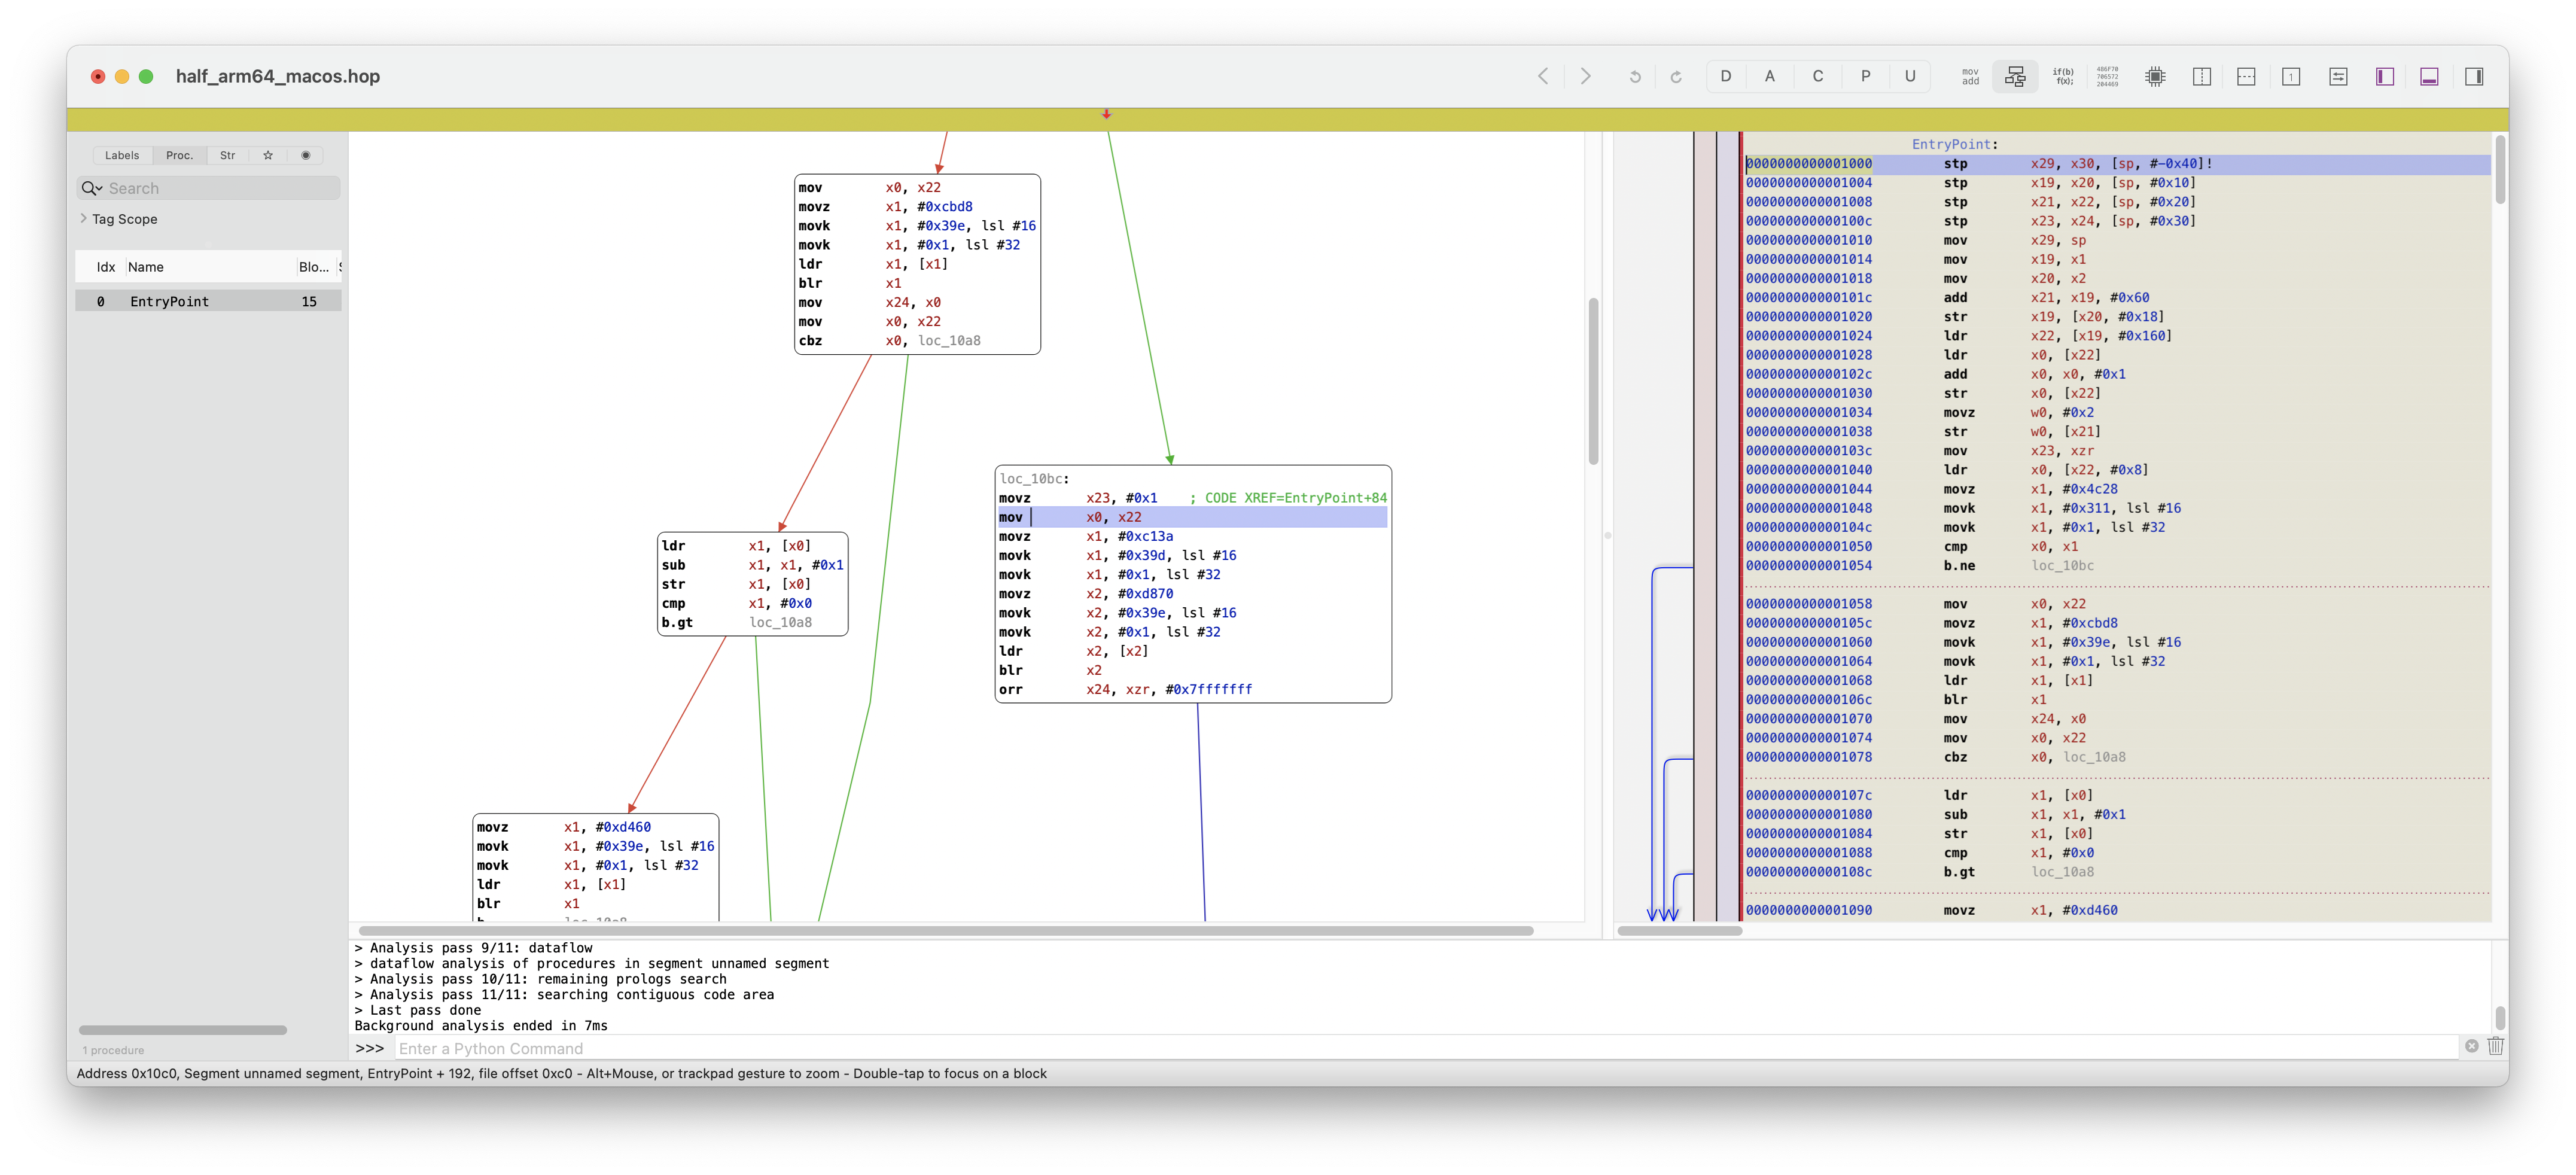 half_arm64_macos.hop
D A C P U
mov add
if(b) f(x);
486F70 706572 204469
1
Labels Proc. Str
Search
Tag Scope
Idx Name Blo...
0 EntryPoint 15
1 procedure
mov x0, x22
movz x1, #0xcbd8
movk x1, #0x39e, lsl #16
movk x1, #0x1, lsl #32
ldr x1, [x1]
blr x1
mov x24, x0
mov x0, x22
cbz x0, loc_10a8
loc_10bc:
movz x23, #0x1 ; CODE XREF=EntryPoint+84
mov x0, x22
movz x1, #0xc13a
movk x1, #0x39d, lsl #16
movk x1, #0x1, lsl #32
movz x2, #0xd870
movk x2, #0x39e, lsl #16
movk x2, #0x1, lsl #32
ldr x2, [x2]
blr x2
orr x24, xzr, #0x7fffffff
ldr x1, [x0]
sub x1, x1, #0x1
str x1, [x0]
cmp x1, #0x0
b.gt loc_10a8
movz x1, #0xd460
movk x1, #0x39e, lsl #16
movk x1, #0x1, lsl #32
ldr x1, [x1]
blr x1
b loc_10a8
EntryPoint:
0000000000001000 stp x29, x30, [sp, #-0x40]!
0000000000001004 stp x19, x20, [sp, #0x10]
0000000000001008 stp x21, x22, [sp, #0x20]
000000000000100c stp x23, x24, [sp, #0x30]
0000000000001010 mov x29, sp
0000000000001014 mov x19, x1
0000000000001018 mov x20, x2
000000000000101c add x21, x19, #0x60
0000000000001020 str x19, [x20, #0x18]
0000000000001024 ldr x22, [x19, #0x160]
0000000000001028 ldr x0, [x22]
000000000000102c add x0, x0, #0x1
0000000000001030 str x0, [x22]
0000000000001034 movz w0, #0x2
0000000000001038 str w0, [x21]
000000000000103c mov x23, xzr
0000000000001040 ldr x0, [x22, #0x8]
0000000000001044 movz x1, #0x4c28
0000000000001048 movk x1, #0x311, lsl #16
000000000000104c movk x1, #0x1, lsl #32
0000000000001050 cmp x0, x1
0000000000001054 b.ne loc_10bc
0000000000001058 mov x0, x22
000000000000105c movz x1, #0xcbd8
0000000000001060 movk x1, #0x39e, lsl #16
0000000000001064 movk x1, #0x1, lsl #32
0000000000001068 ldr x1, [x1]
000000000000106c blr x1
0000000000001070 mov x24, x0
0000000000001074 mov x0, x22
0000000000001078 cbz x0, loc_10a8
000000000000107c ldr x1, [x0]
0000000000001080 sub x1, x1, #0x1
0000000000001084 str x1, [x0]
0000000000001088 cmp x1, #0x0
000000000000108c b.gt loc_10a8
0000000000001090 movz x1, #0xd460
> Analysis pass 9/11: dataflow
> dataflow analysis of procedures in segment unnamed segment
> Analysis pass 10/11: remaining prologs search
> Analysis pass 11/11: searching contiguous code area
> Last pass done
Background analysis ended in 7ms
>>> Enter a Python Command
Address 0x10c0, Segment unnamed segment, EntryPoint + 192, file offset 0xc0 - Alt+Mouse, or trackpad gesture to zoom - Double-tap to focus on a block